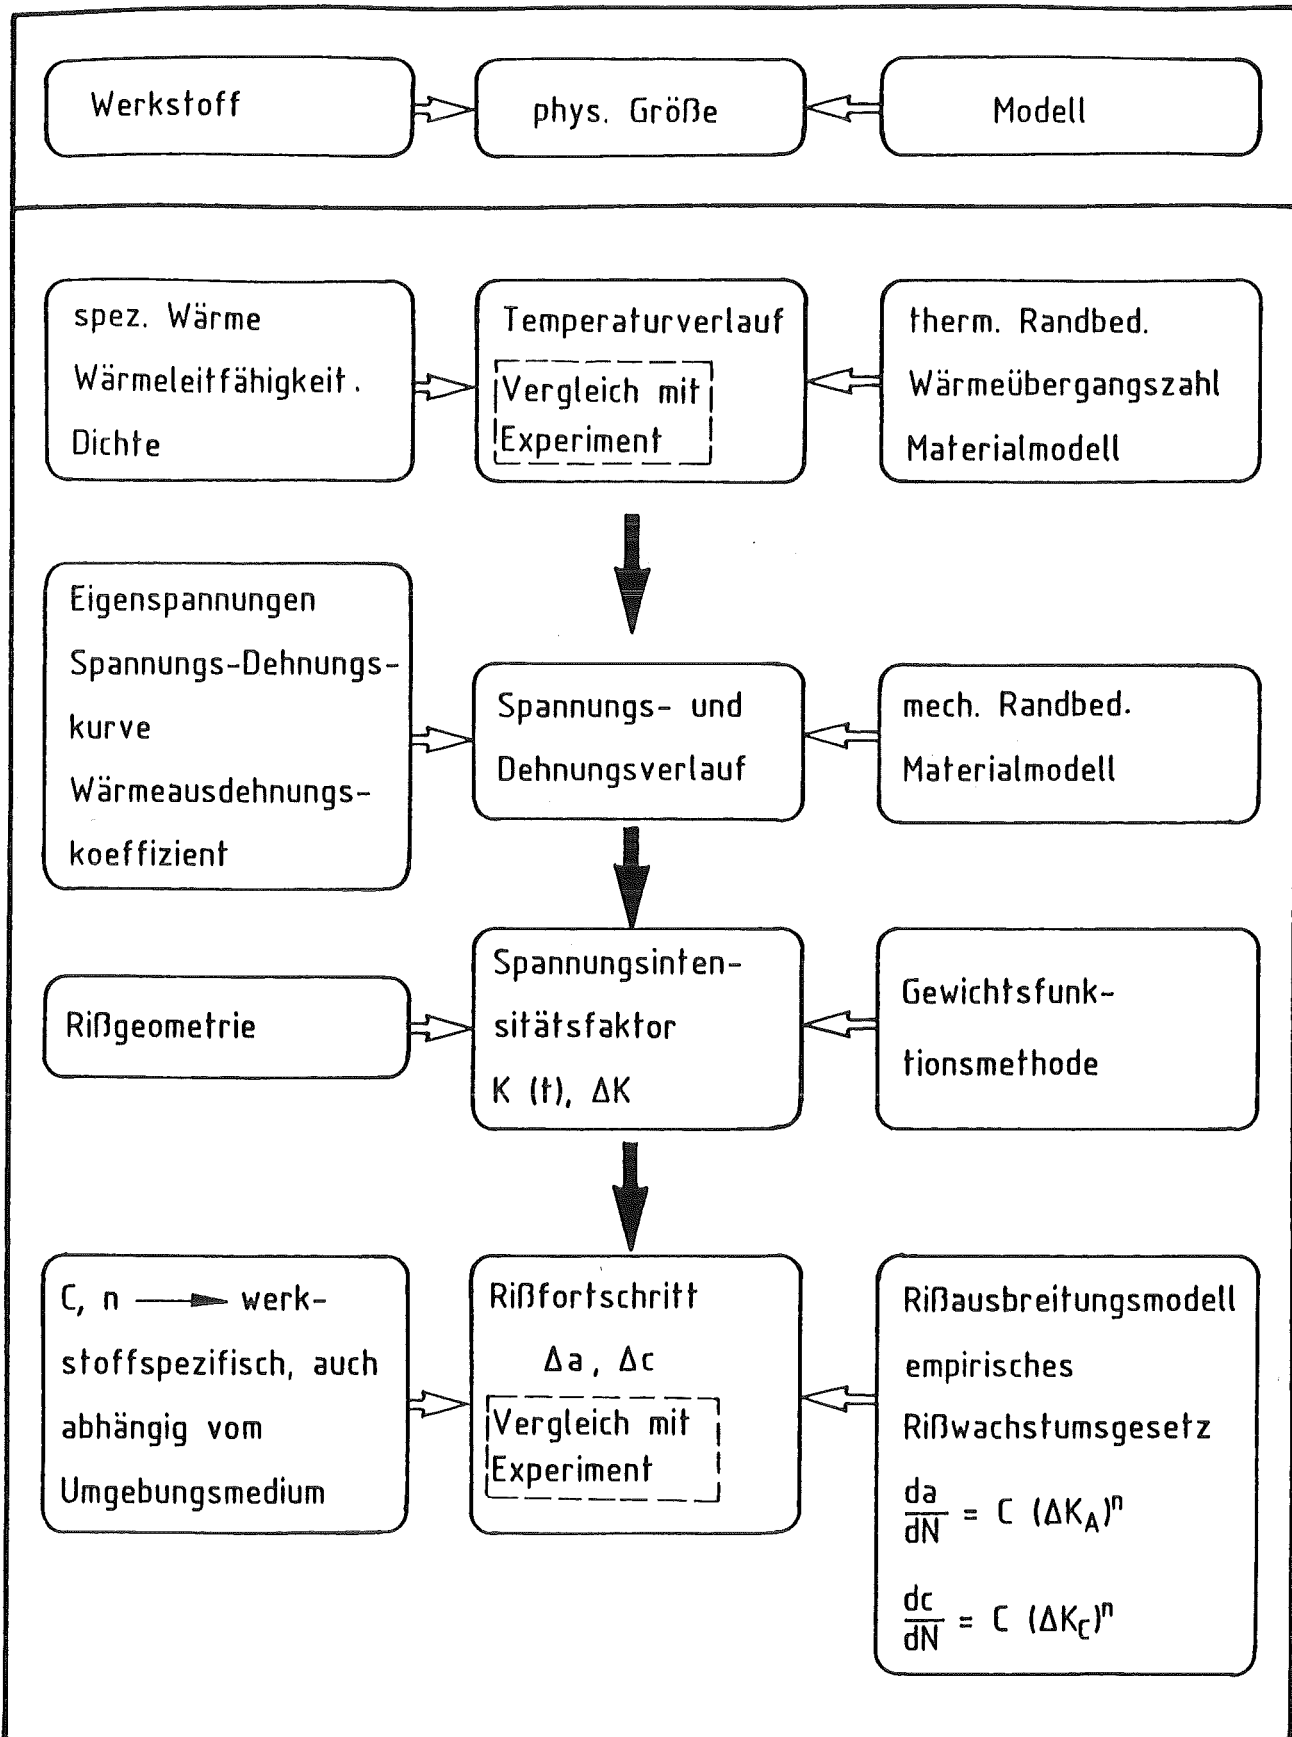 Werkstoff
phys. Größe
Modell
spez. Wärme
Wärmeleitfähigkeit.
Dichte
Temperaturverlauf
Vergleich mit
Experiment
therm. Randbed.
Wärmeübergangszahl
Materialmodell
Eigenspannungen
Spannungs-Dehnungs-
kurve
Wärmeausdehnungs-
koeffizient
Spannungs- und
Dehnungsverlauf
mech. Randbed.
Materialmodell
Rißgeometrie
Spannungsinten-
sitätsfaktor
K (t), ΔK
Gewichtsfunk-
tionsmethode
C, n → werk-
stoffspezifisch, auch
abhängig vom
Umgebungsmedium
Rißfortschritt
Δa, Δc
Vergleich mit
Experiment
Rißausbreitungsmodell
empirisches
Rißwachstumsgesetz
da/dN = C (ΔK_A)^n
dc/dN = C (ΔK_C)^n